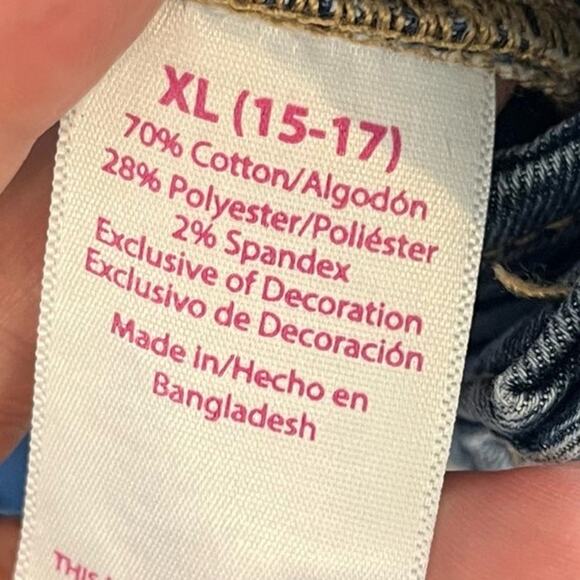 XL (15-17)
70% Cotton/Algodón
28% Polyester/Poliéster
2% Spandex
Exclusive of Decoration
Exclusivo de Decoración
Made in/Hecho en
Bangladesh
THIS